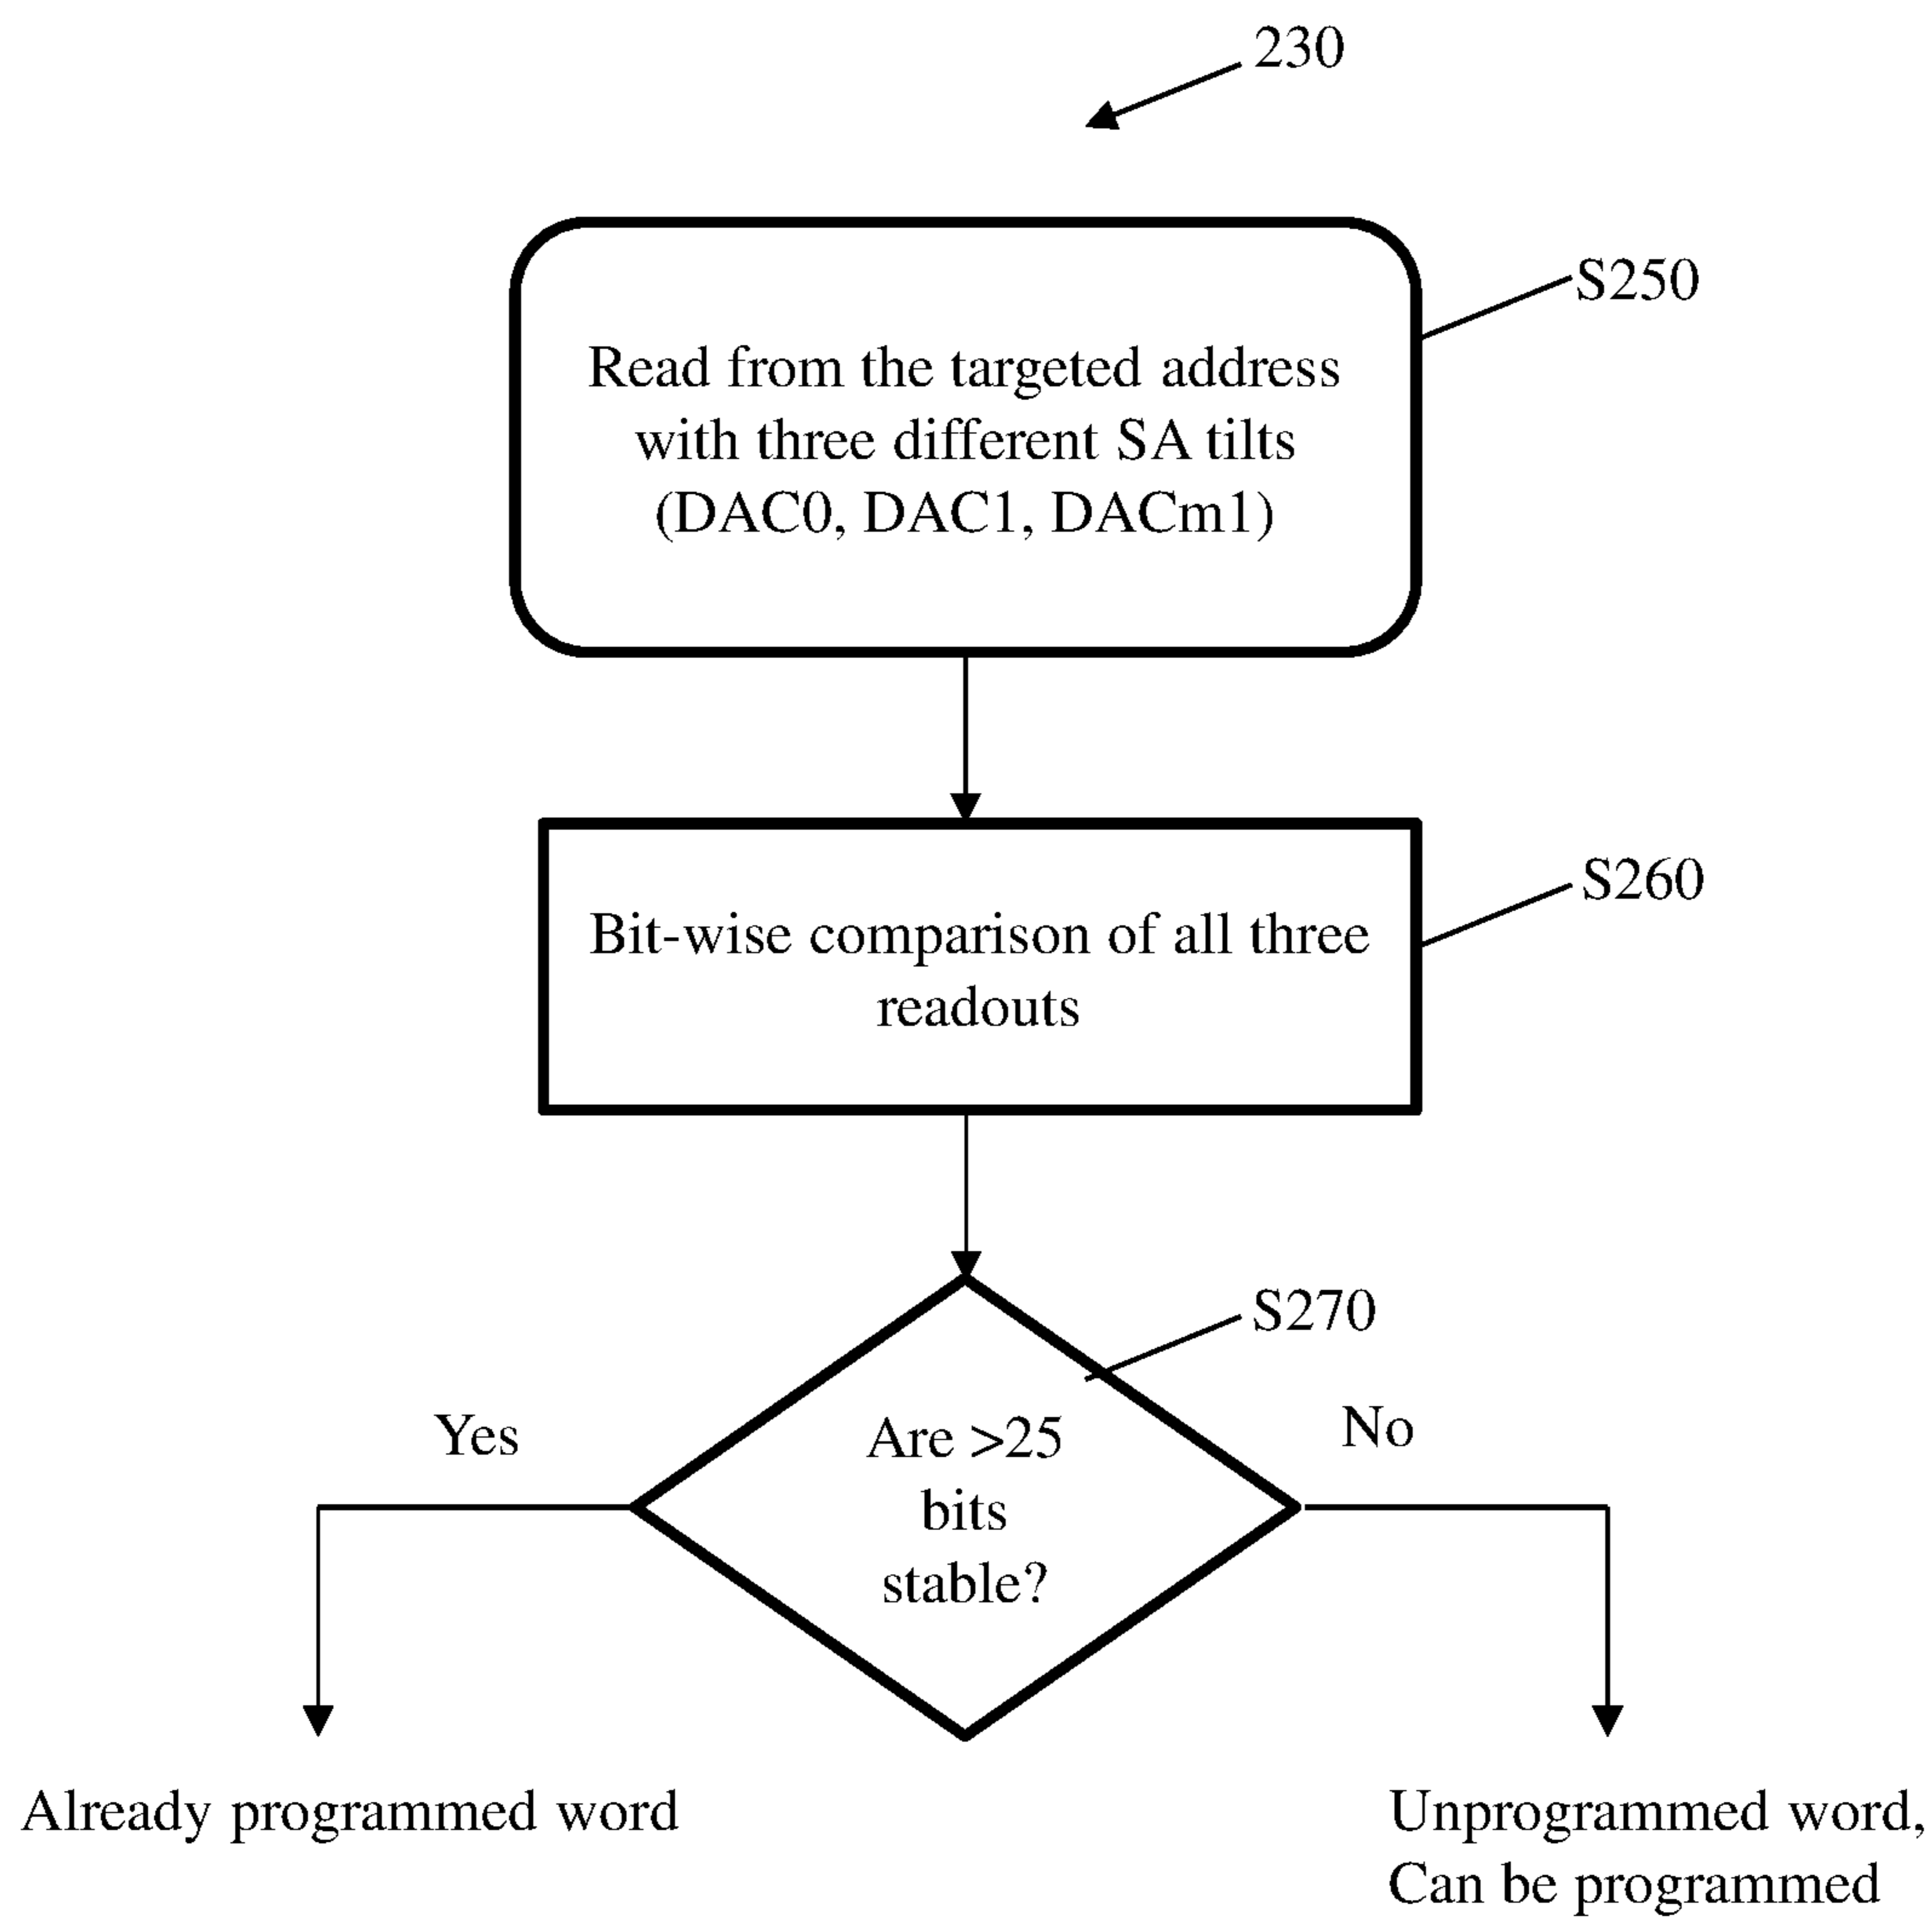 230
S250
Read from the targeted address
with three different SA tilts
(DAC0, DAC1, DACm1)
S260
Bit-wise comparison of all three
readouts
S270
Yes
No
Are >25
bits
stable?
Already programmed word
Unprogrammed word,
Can be programmed